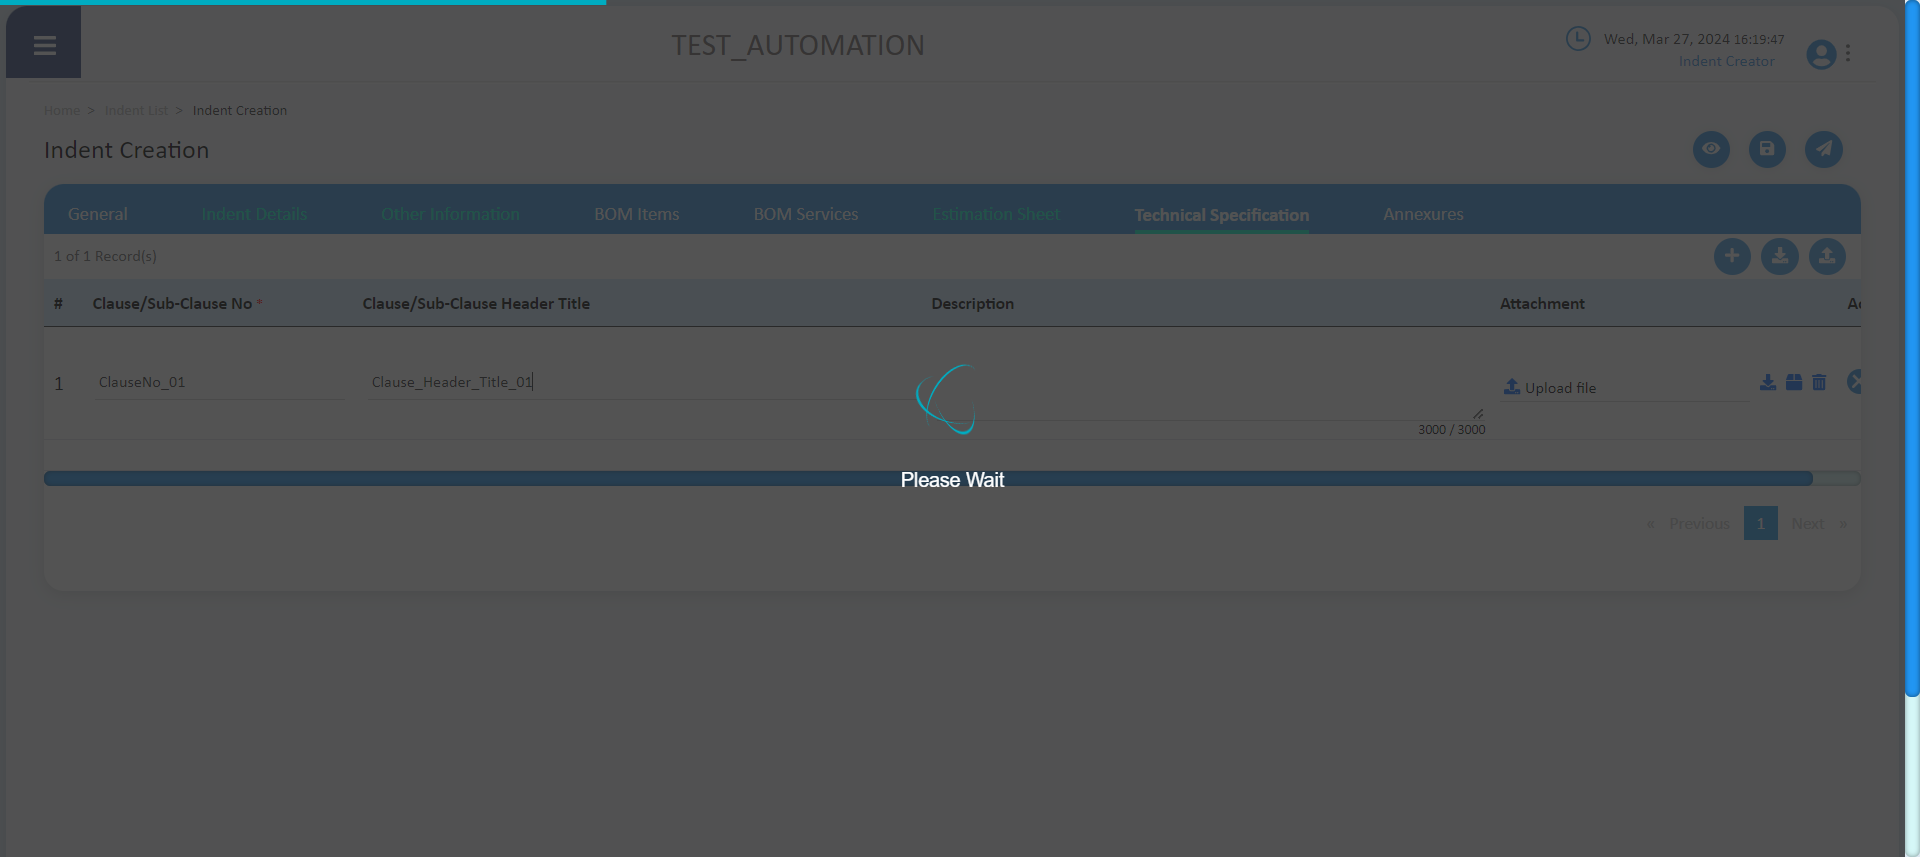 TEST_AUTOMATION
Wed, Mar 27, 2024 16:19:47
Indent Creator
Home > Indent List > Indent Creation
Indent Creation
General Indent Details Other Information BOM Items BOM Services Estimation Sheet Technical Specification Annexures
1 of 1 Record(s)
# Clause/Sub-Clause No * Clause/Sub-Clause Header Title Description Attachment
1 ClauseNo_01 Clause_Header_Title_01 Upload file
3000 / 3000
Please Wait
« Previous 1 Next »